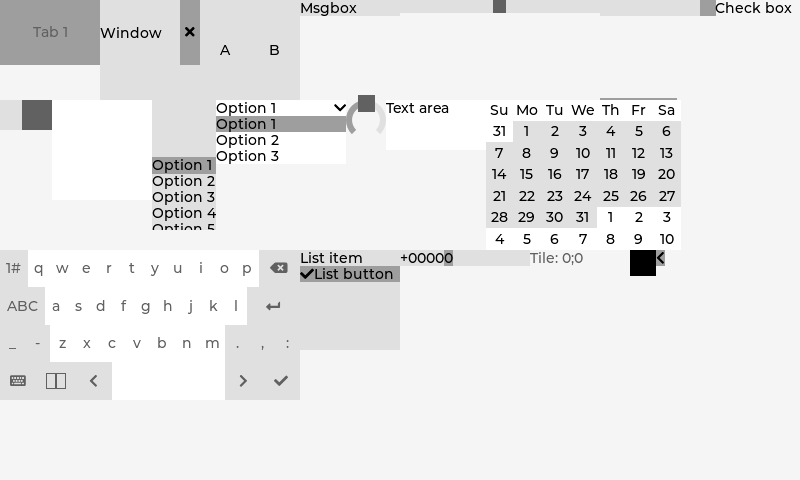 Tab 1
Window
A B
Msgbox
Check box
Option 1
Option 2
Option 3
Option 4
Option 5
Option 1
Option 1
Option 2
Option 3
Text area
Su Mo Tu We Th Fr Sa
31 1 2 3 4 5 6
7 8 9 10 11 12 13
14 15 16 17 18 19 20
21 22 23 24 25 26 27
28 29 30 31 1 2 3
4 5 6 7 8 9 10
1# q w e r t y u i o p
ABC a s d f g h j k l
_ - z x c v b n m . , :
List item
List button
+00000
Tile: 0;0